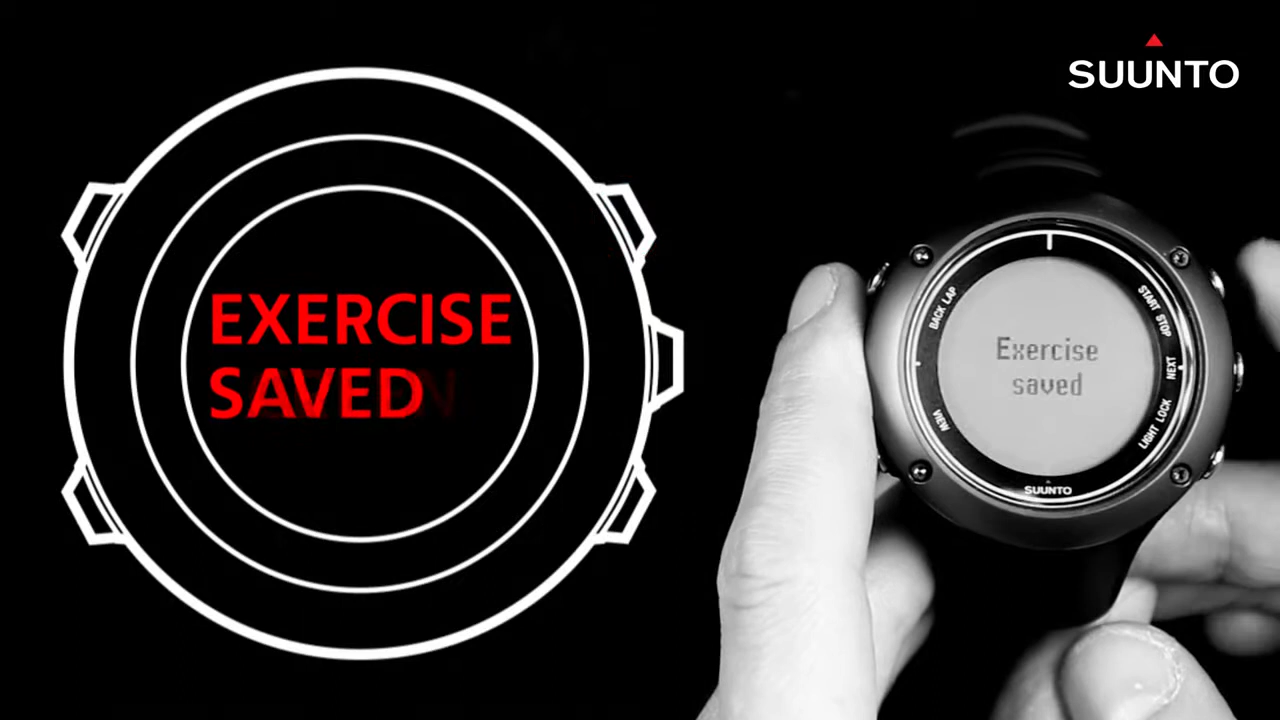 SUUNTO
EXERCISE
SAVED
BACK LAP
START STOP
NEXT
LIGHT LOCK
VIEW
Exercise
saved
SUUNTO